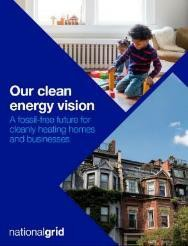 Our clean
energy vision
A fossil-free future for
cleanly heating homes
and businesses
nationalgrid